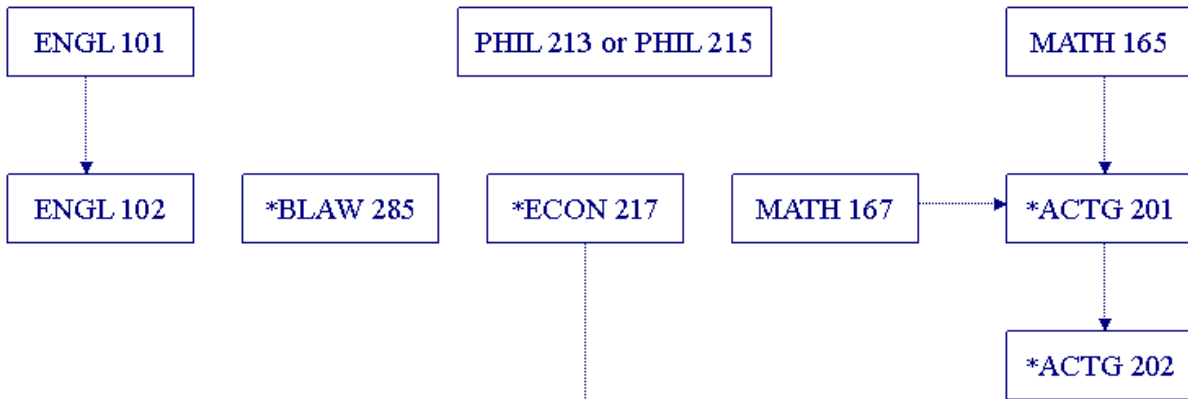 ENGL 101
PHIL 213 or PHIL 215
MATH 165
ENGL 102
*BLAW 285
*ECON 217
MATH 167
*ACTG 201
*ACTG 202